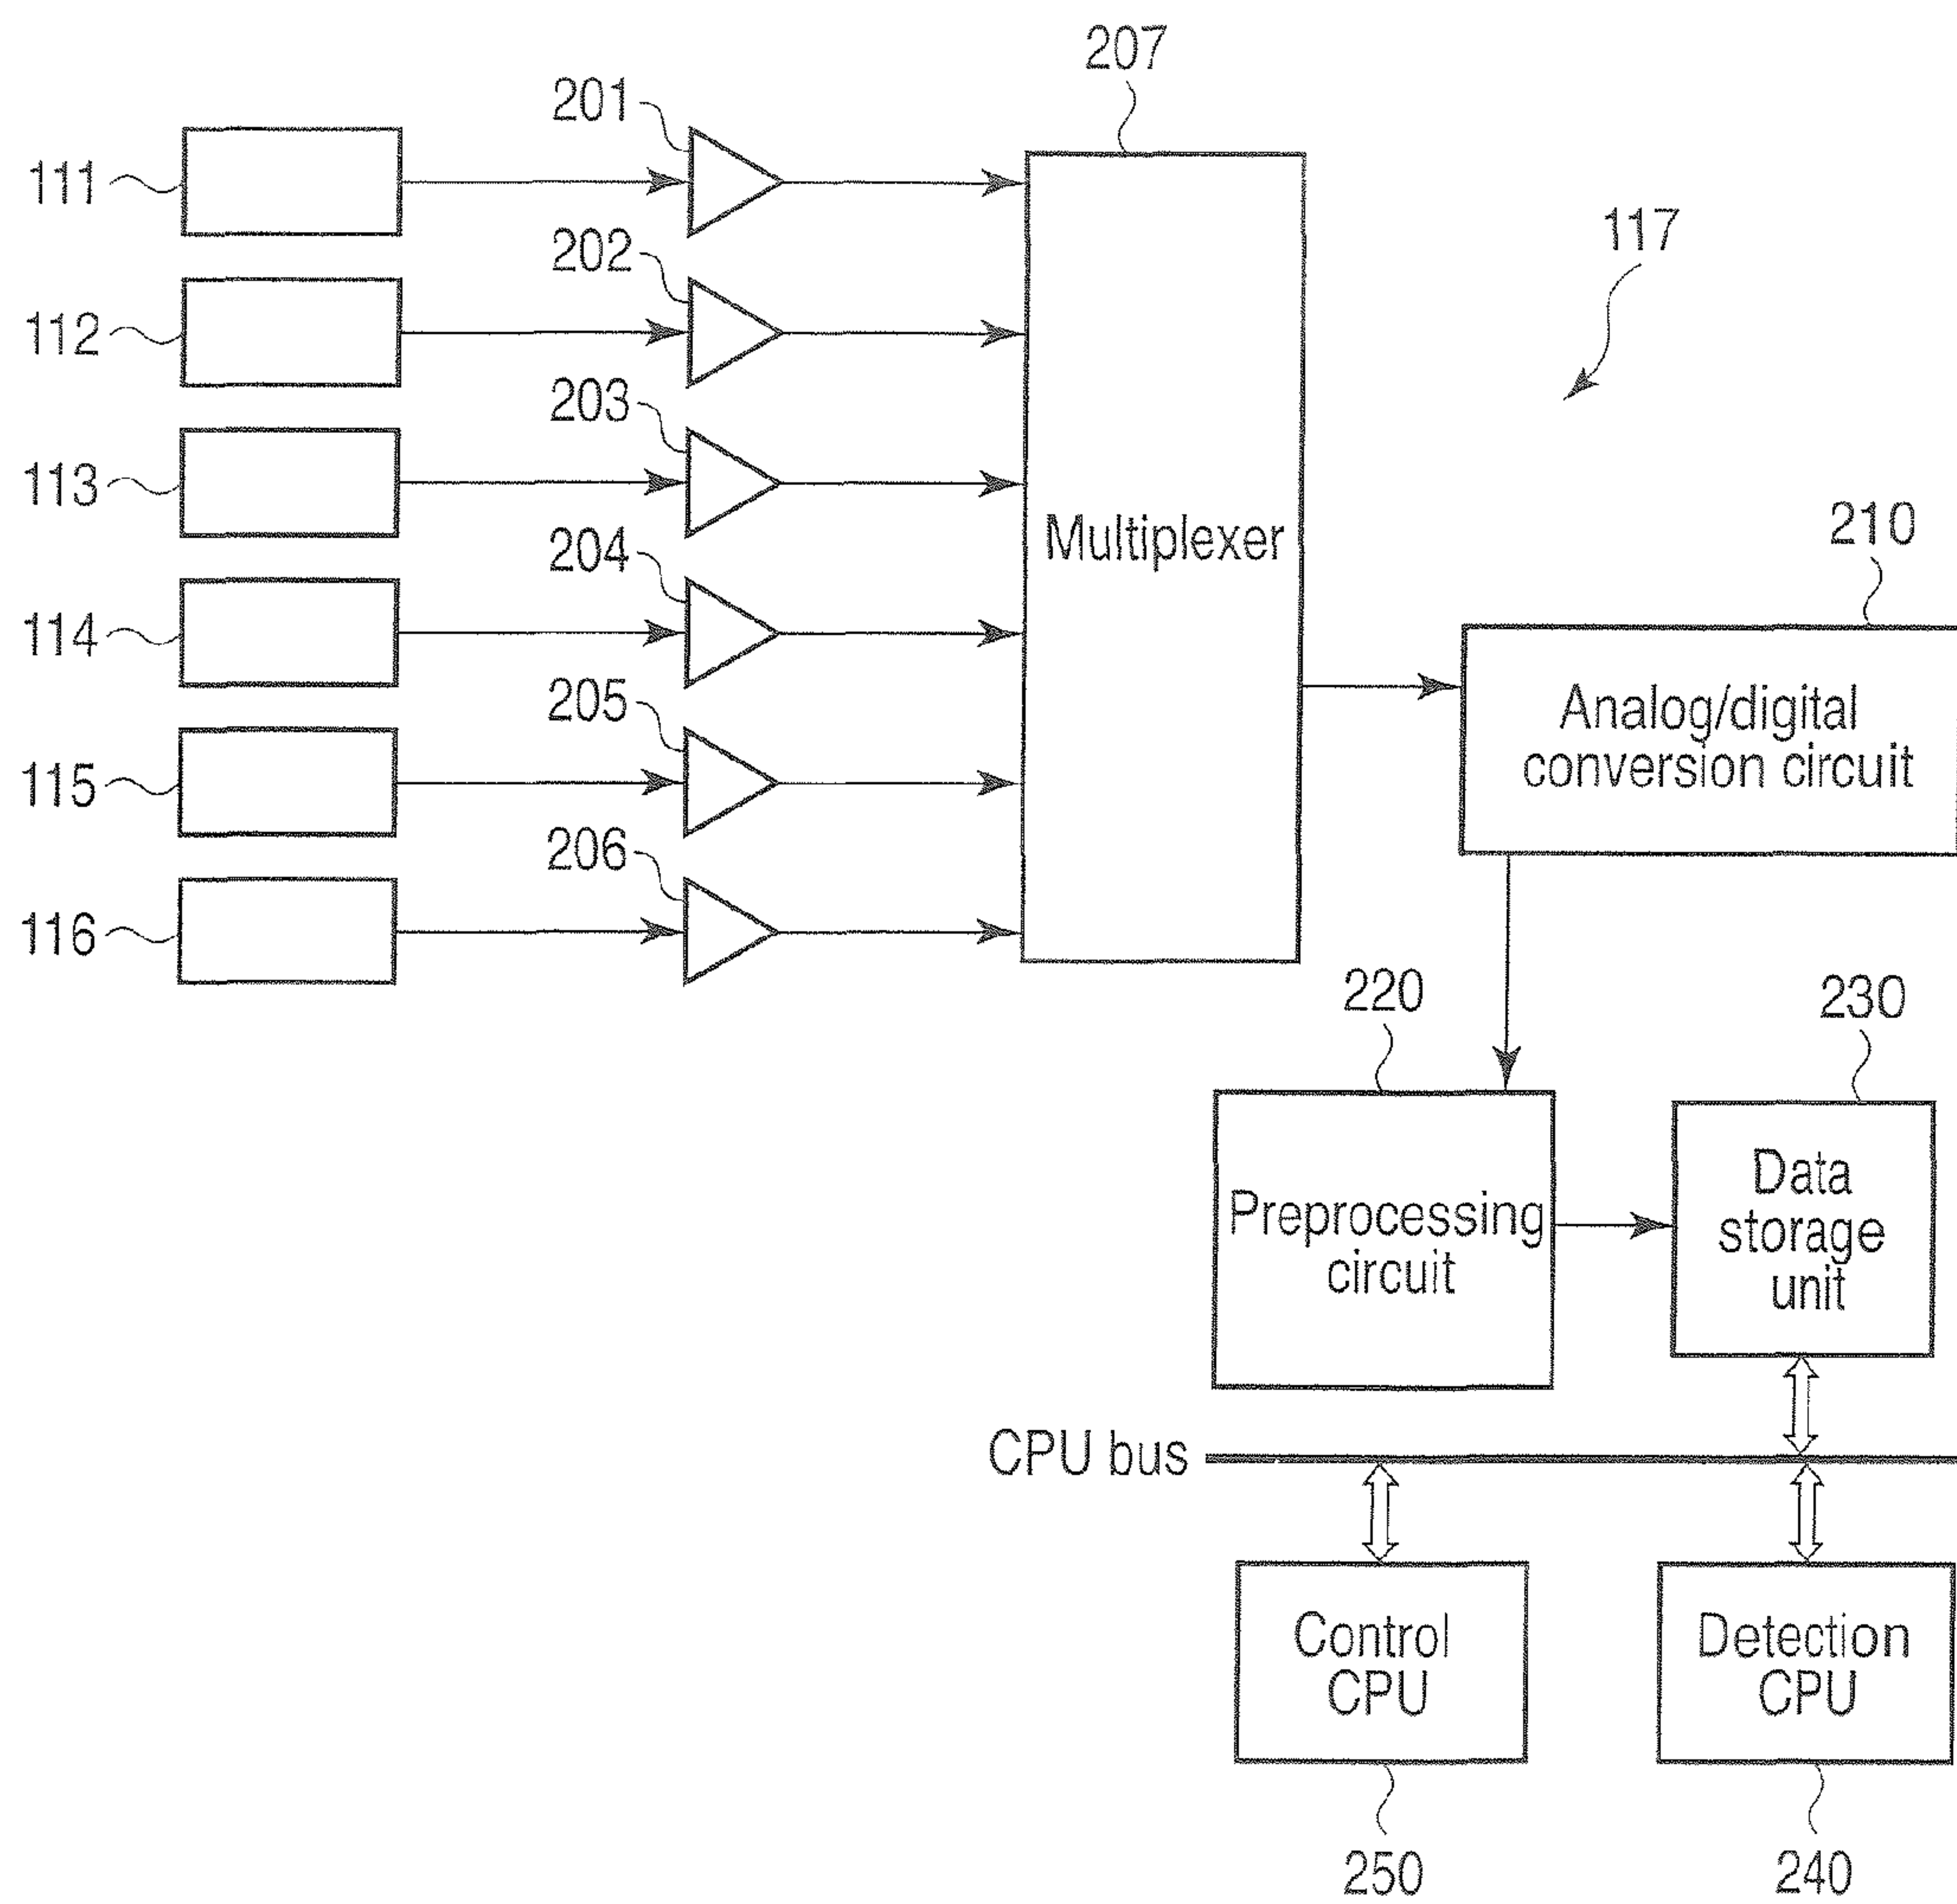 207
201
111
202
117
112
203
113
Multiplexer
210
204
114
Analog/digital
conversion circuit
205
115
206
116
220
230
Preprocessing
circuit
Data
storage
unit
CPU bus
Control
CPU
Detection
CPU
250
240